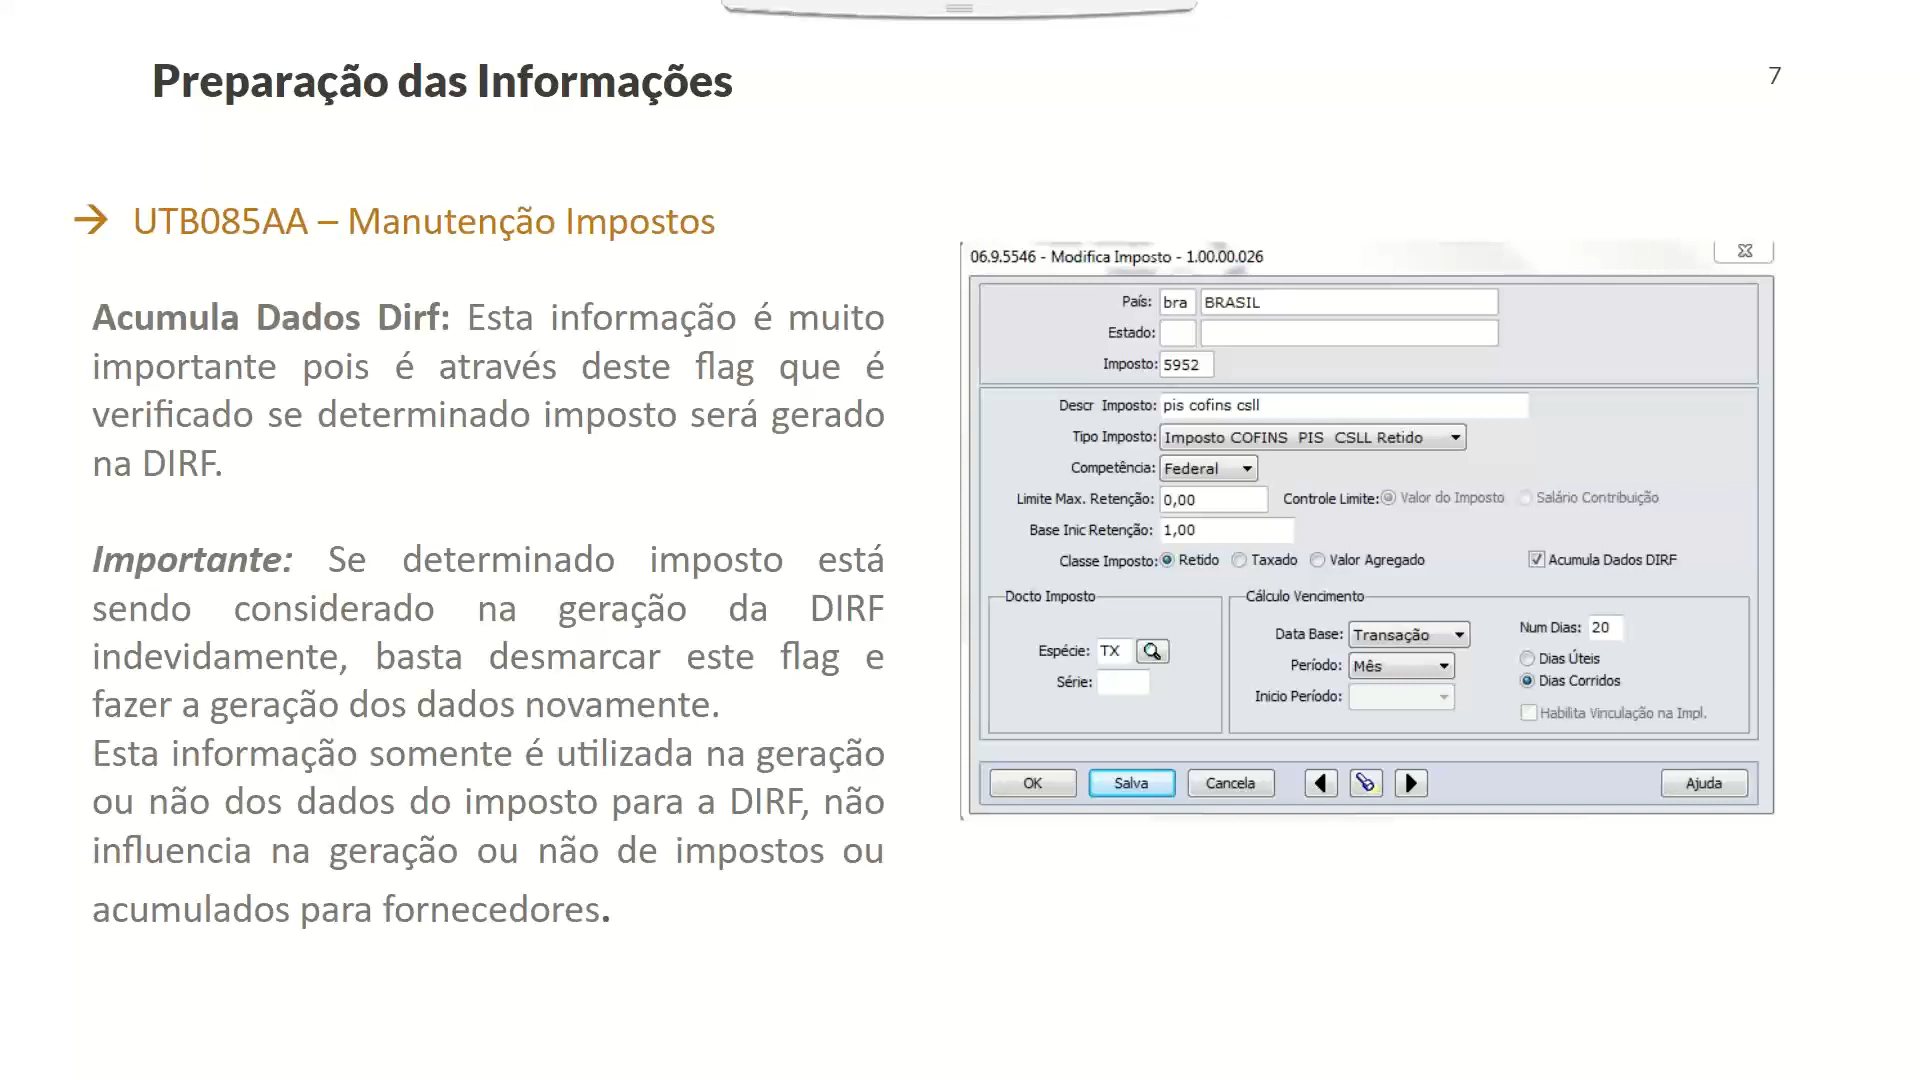 Preparação das Informações
7
→ UTB085AA – Manutenção Impostos
Acumula Dados Dirf: Esta informação é muito
importante pois é através deste flag que é
verificado se determinado imposto será gerado
na DIRF.
Importante: Se determinado imposto está
sendo considerado na geração da DIRF
indevidamente, basta desmarcar este flag e
fazer a geração dos dados novamente.
Esta informação somente é utilizada na geração
ou não dos dados do imposto para a DIRF, não
influencia na geração ou não de impostos ou
acumulados para fornecedores.
06.9.5546 - Modifica Imposto - 1.00.00.026
País: bra BRASIL
Estado:
Imposto: 5952
Descr Imposto: pis cofins csll
Tipo Imposto: Imposto COFINS PIS CSLL Retido
Competência: Federal
Limite Max. Retenção: 0,00 Controle Limite: Valor do Imposto Salário Contribuição
Base Inic Retenção: 1,00
Classe Imposto: Retido Taxado Valor Agregado Acumula Dados DIRF
Docto Imposto
Espécie: TX
Série:
Cálculo Vencimento
Data Base: Transação Num Dias: 20
Dias Úteis
Período: Mês
Dias Corridos
Inicio Período:
Habilita Vinculação na Impl.
OK Salva Cancela Ajuda